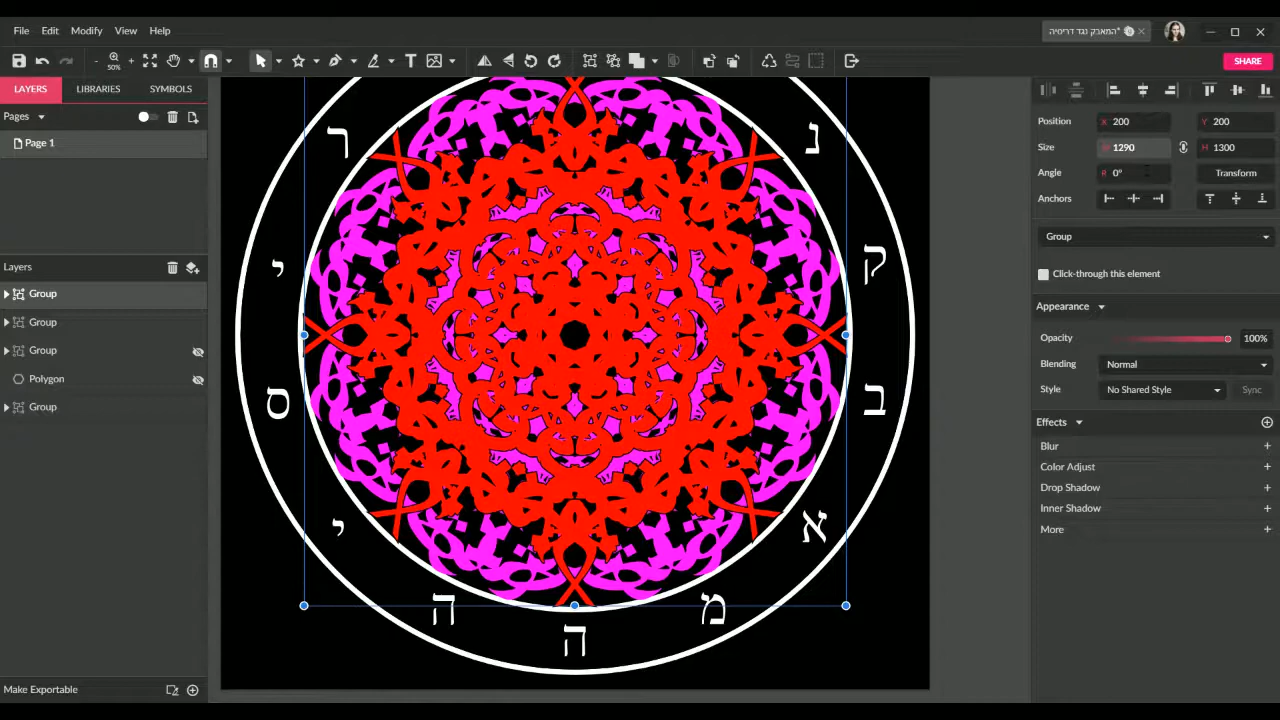 File Edit Modify View Help
המאבק נגד דרימיה*
50%
SHARE
LAYERS LIBRARIES SYMBOLS
Pages
Page 1
Layers
Group
Group
Group
Polygon
Group
Make Exportable
ר
נ
י
ק
ס
ב
י
א
ה
מ
ה
Position X 200 Y 200
Size W 1290 H 1300
Angle R 0° Transform
Anchors
Group
Click-through this element
Appearance
Opacity 100%
Blending Normal
Style No Shared Style Sync
Effects
Blur
Color Adjust
Drop Shadow
Inner Shadow
More